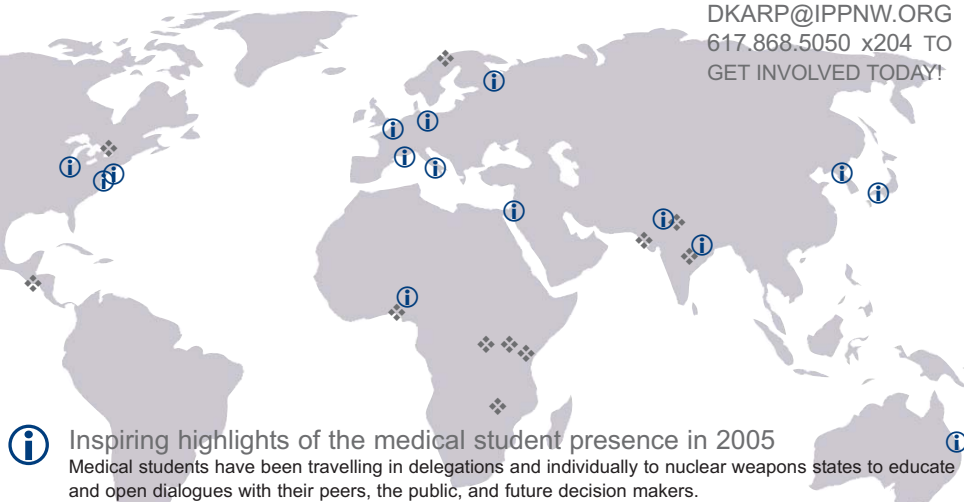 DKARP@IPPNW.ORG
617.868.5050 x204 TO
GET INVOLVED TODAY!
Inspiring highlights of the medical student presence in 2005
Medical students have been travelling in delegations and individually to nuclear weapons states to educate
and open dialogues with their peers, the public, and future decision makers.